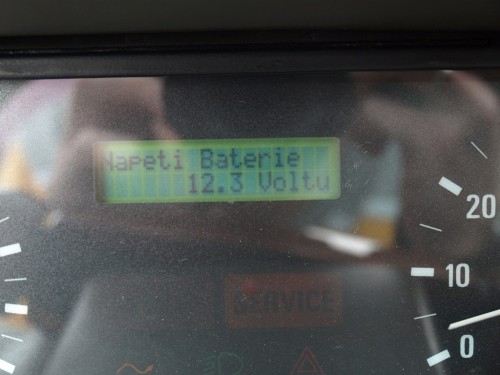 Napeti Baterie
12.3 Voltu
20
10
SERVICE
0